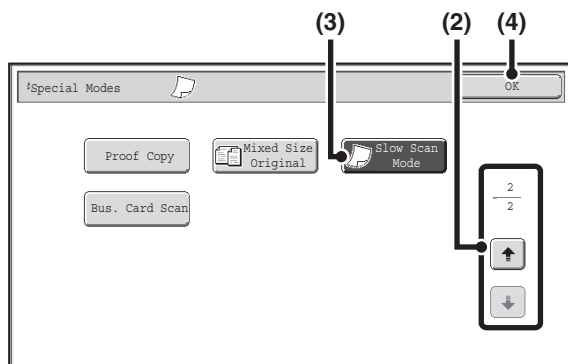 (3) (2) (4)
Special Modes
OK
Proof Copy
Mixed Size
Original
Slow Scan
Mode
Bus. Card Scan
2
2